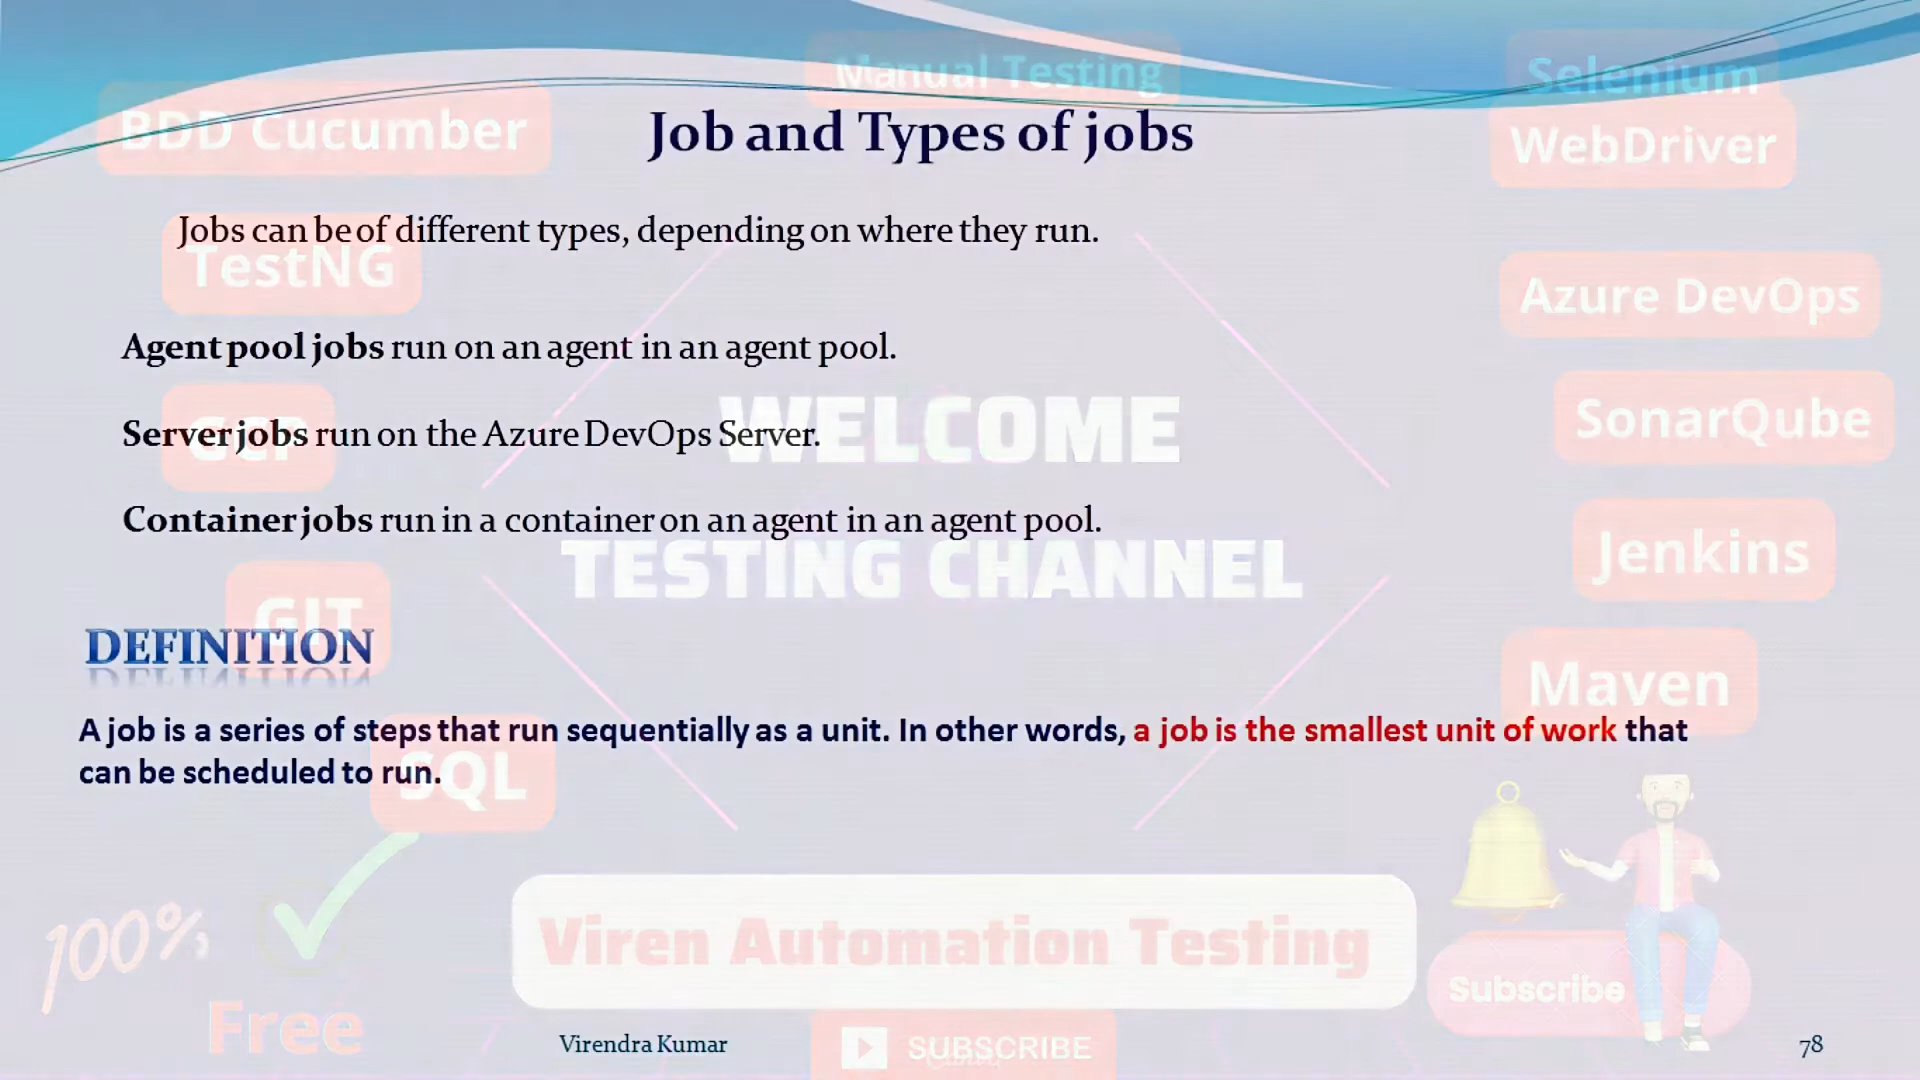 Manual Testing
Selenium
BDD Cucumber
Job and Types of jobs
WebDriver
Jobs can be of different types, depending on where they run.
TestNG
Azure DevOps
Agent pool jobs run on an agent in an agent pool.
GCP
WELCOME
SonarQube
Server jobs run on the Azure DevOps Server.
Container jobs run in a container on an agent in an agent pool.
TESTING CHANNEL
Jenkins
GIT
DEFINITION
Maven
A job is a series of steps that run sequentially as a unit. In other words, a job is the smallest unit of work that
can be scheduled to run.
SQL
100%
Viren Automation Testing
Subscribe
Free
Virendra Kumar
SUBSCRIBE
78